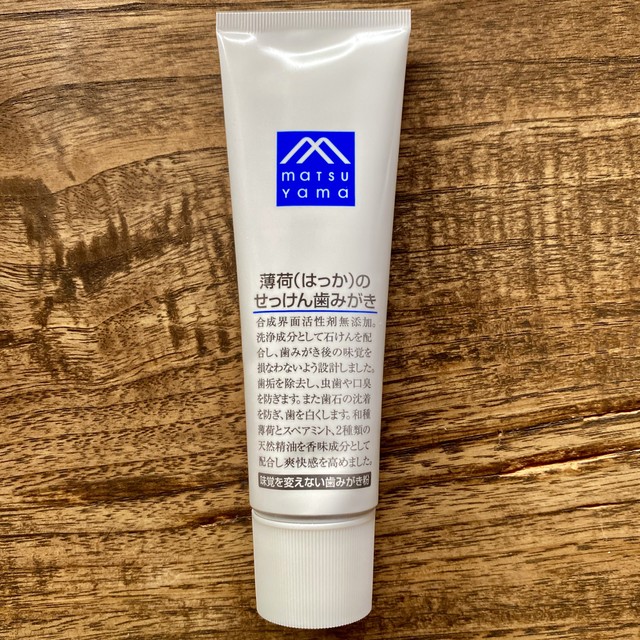 matsu
yama
薄荷(はっか)の
せっけん歯みがき
合成界面活性剤無添加。
洗浄成分として石けんを配
合し、歯みがき後の味覚を
損なわないよう設計しました。
歯垢を除去し、虫歯や口臭
を防ぎます。また歯石の沈着
を防ぎ、歯を白くします。和種
薄荷とスペアミント、2種類の
天然精油を香味成分として
配合し爽快感を高めました。
味覚を変えない歯みがき粉